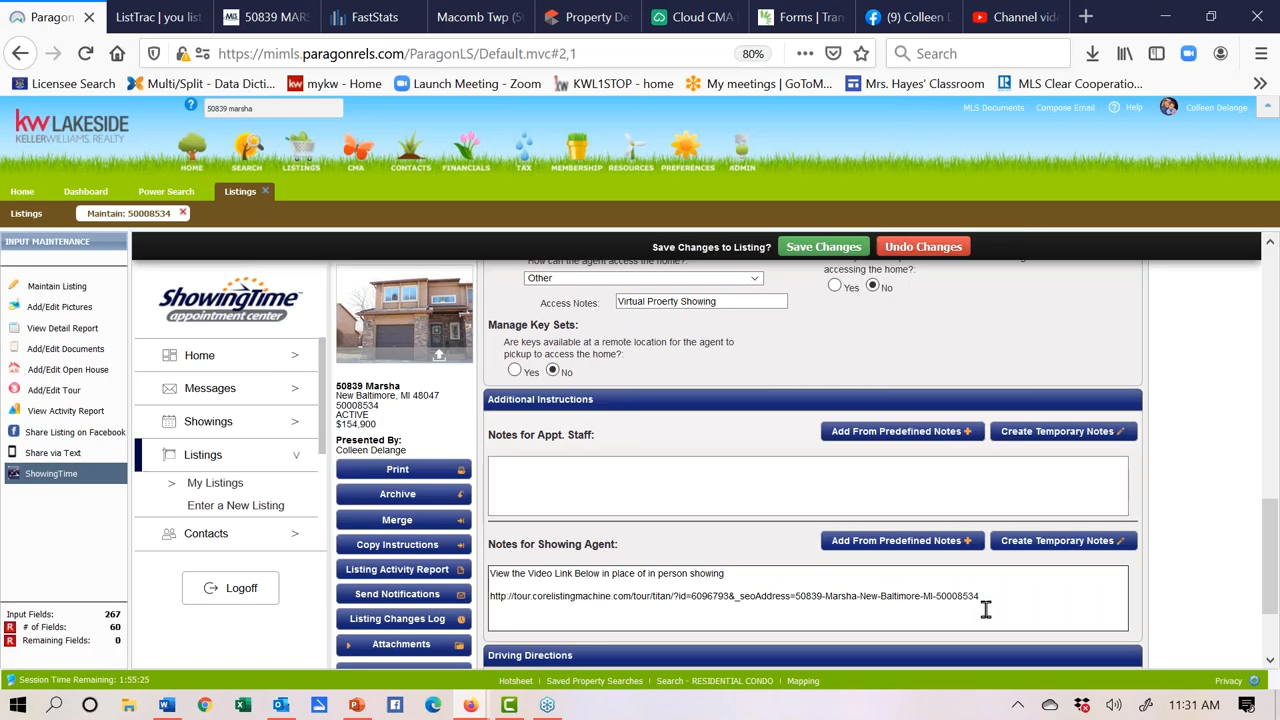 Paragon
ListTrac | you list
50839 MARS
FastStats
Macomb Twp (5
Property De
Cloud CMA
Forms | Tran
(9) Colleen D
Channel vide
https://mimls.paragonrels.com/ParagonLS/Default.mvc#2,1
80%
Search
Licensee Search
Multi/Split - Data Dicti...
mykw - Home
Launch Meeting - Zoom
KWL1STOP - home
My meetings | GoToM...
Mrs. Hayes' Classroom
MLS Clear Cooperatio...
50839 marsha
MLS Documents
Compose Email
Help
Colleen Delange
kw LAKESIDE
KELLERWILLIAMS. REALTY
HOME
SEARCH
LISTINGS
CMA
CONTACTS
FINANCIALS
TAX
MEMBERSHIP
RESOURCES
PREFERENCES
ADMIN
Home
Dashboard
Power Search
Listings
Listings
Maintain: 50008534
INPUT MAINTENANCE
Save Changes to Listing?
Save Changes
Undo Changes
Maintain Listing
Add/Edit Pictures
View Detail Report
Add/Edit Documents
Add/Edit Open House
Add/Edit Tour
View Activity Report
Share Listing on Facebook
Share via Text
ShowingTime
Input Fields: 267
R # of Fields: 60
R Remaining Fields: 0
ShowingTime
appointment center
Home >
Messages >
Showings >
Listings
> My Listings
Enter a New Listing
Contacts >
Logoff
50839 Marsha
New Baltimore, MI 48047
50008534
ACTIVE
$154,900
Presented By:
Colleen Delange
Print
Archive
Merge
Copy Instructions
Listing Activity Report
Send Notifications
Listing Changes Log
Attachments
How can the agent access the home?:
Other
Access Notes:
Virtual Proerty Showing
accessing the home?:
Yes
No
Manage Key Sets:
Are keys available at a remote location for the agent to
pickup to access the home?:
Yes
No
Additional Instructions
Notes for Appt. Staff:
Add From Predefined Notes +
Create Temporary Notes
Notes for Showing Agent:
Add From Predefined Notes +
Create Temporary Notes
View the Video Link Below in place of in person showing
http://tour.corelistingmachine.com/tour/titan/?id=6096793&_seoAddress=50839-Marsha-New-Baltimore-MI-50008534
Driving Directions
Session Time Remaining: 1:55:25
Hotsheet
Saved Property Searches
Search - RESIDENTIAL CONDO
Mapping
Privacy
11:31 AM